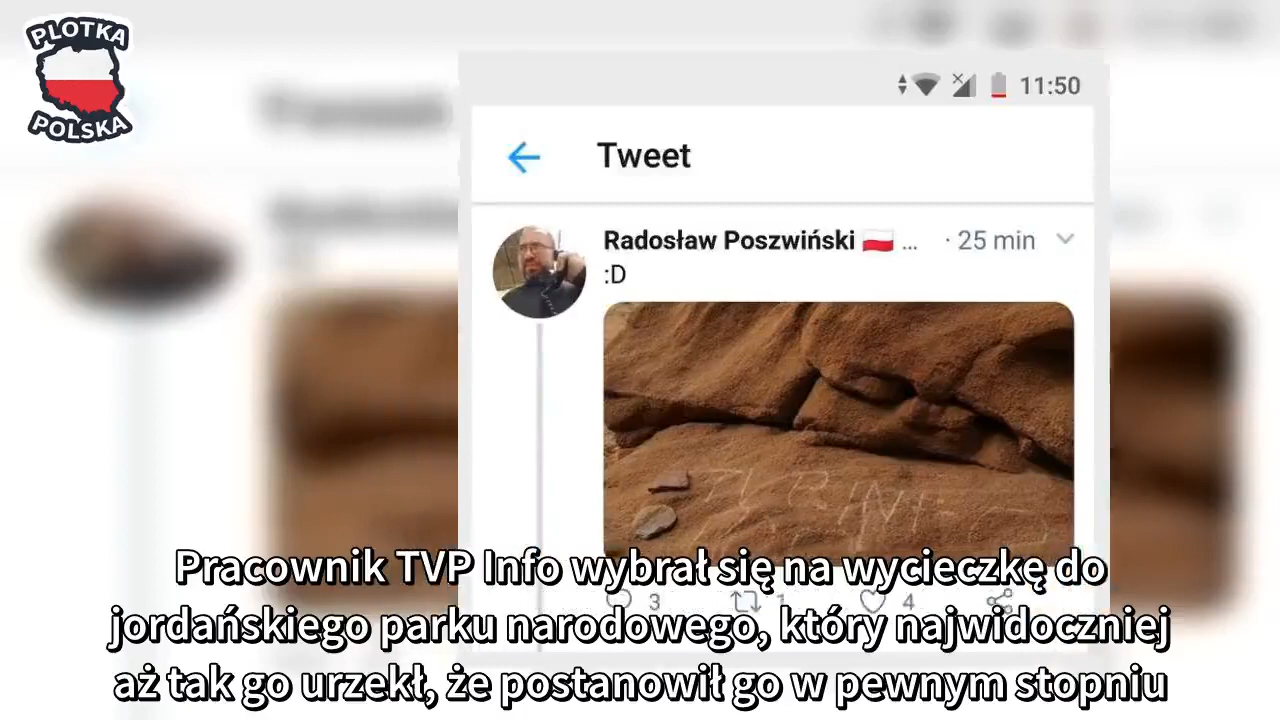 PLOTKA
POLSKA
11:50
Tweet
Radosław Poszwiński 🇵🇱 ... · 25 min
:D
3 1 4
Pracownik TVP Info wybrał się na wycieczkę do
jordańskiego parku narodowego, który najwidoczniej
aż tak go urzekł, że postanowił go w pewnym stopniu